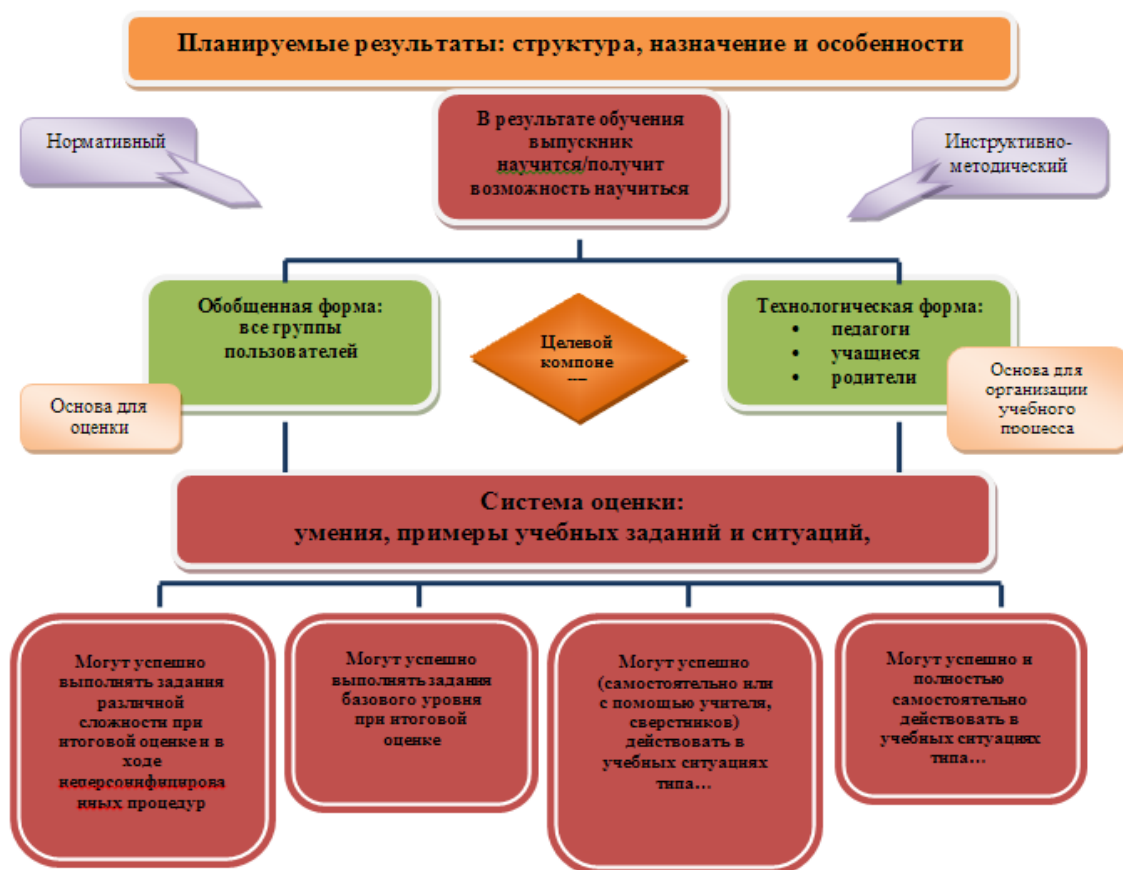 Планируемые результаты: структура, назначение и особенности
Нормативный
В результате обучения
выпускник
научится/получит
возможность научиться
Инструктивно-
методический
Обобщенная форма:
все группы
пользователей
Целевой
компоне
Технологическая форма:
• педагоги
• учащиеся
• родители
Основа для
оценки
Основа для
организации
учебного
процесса
Система оценки:
умения, примеры учебных заданий и ситуаций,
Могут успешно
выполнять задания
различной
сложности при
итоговой оценке и в
ходе
неперсонифицирова
нных процедур
Могут успешно
выполнять задания
базового уровня
при итоговой
оценке
Могут успешно
(самостоятельно или
с помощью учителя,
сверстников)
действовать в
учебных ситуациях
типа...
Могут успешно и
полностью
самостоятельно
действовать в
учебных ситуациях
типа...